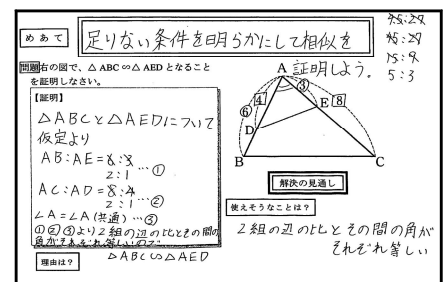 めあて
足りない条件を明らかにして相似を
証明しよう。
15:9
5:3
問題 右の図で、△ABC∽△AEDとなること
を証明しなさい。
【証明】
△ABCと△AEDについて
仮定より
AB:AE=6:3
2:1 …①
AC:AD=8:4
2:1 …②
∠A=∠A(共通)…③
①②③より2組の辺の比とその間の
角がそれぞれ等しいので
△ABC∽△AED
理由は?
A
③
4
8
⑥
E
D
B
C
解決の見通し
使えそうなことは?
2組の辺の比とその間の角が
それぞれ等しい